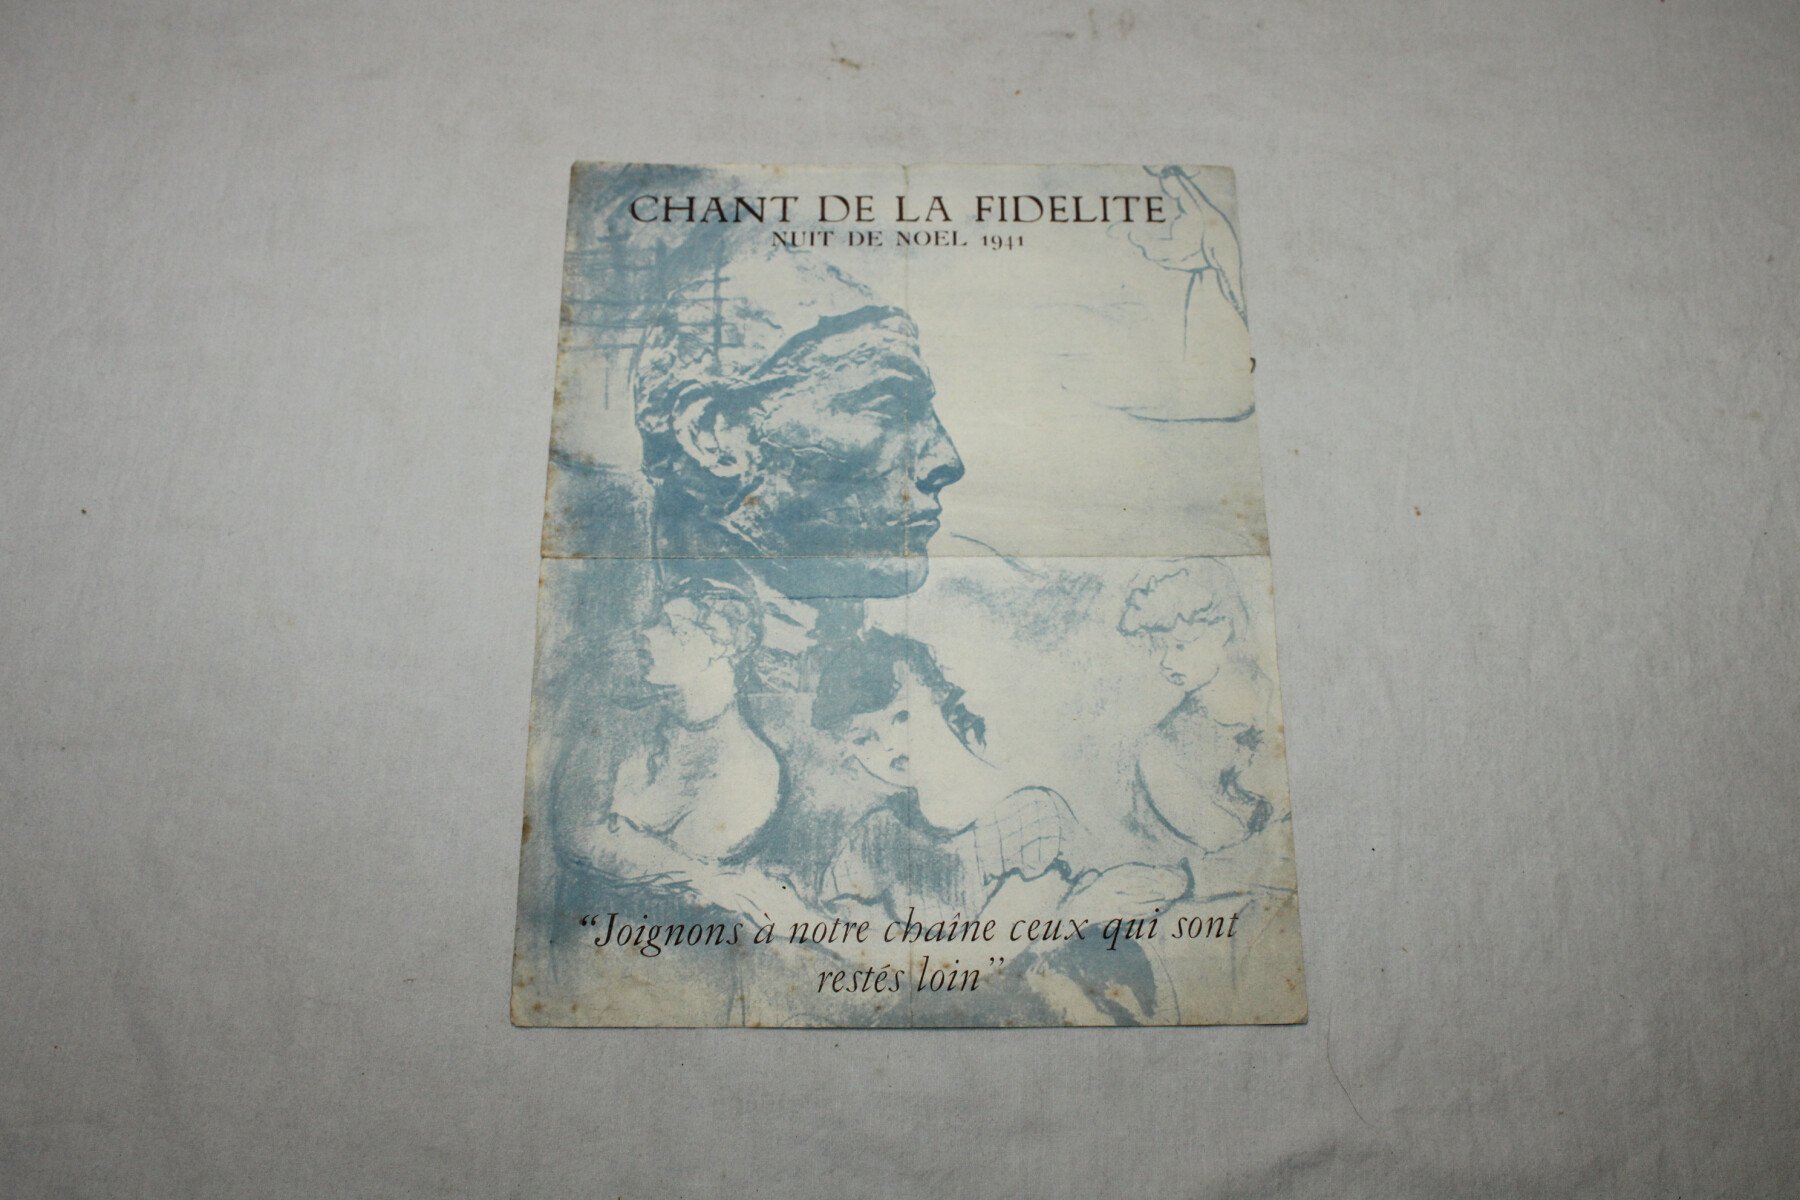 CHANT DE LA FIDELITE
NUIT DE NOEL 1941
“Joignons à notre chaîne ceux qui sont
restés loin”